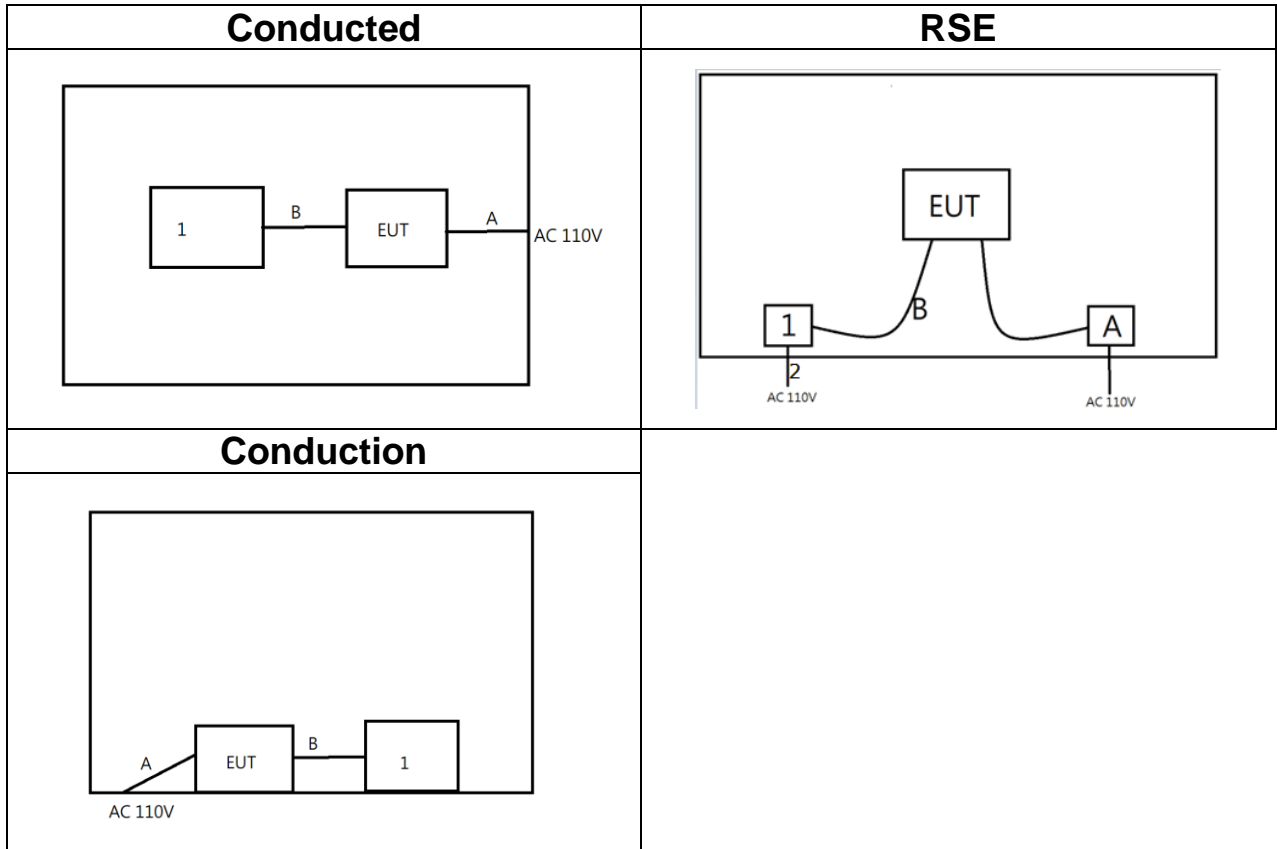 Conducted
RSE
1
B
EUT
A
AC 110V
EUT
B
1
A
2
AC 110V
AC 110V
Conduction
A
EUT
B
1
AC 110V